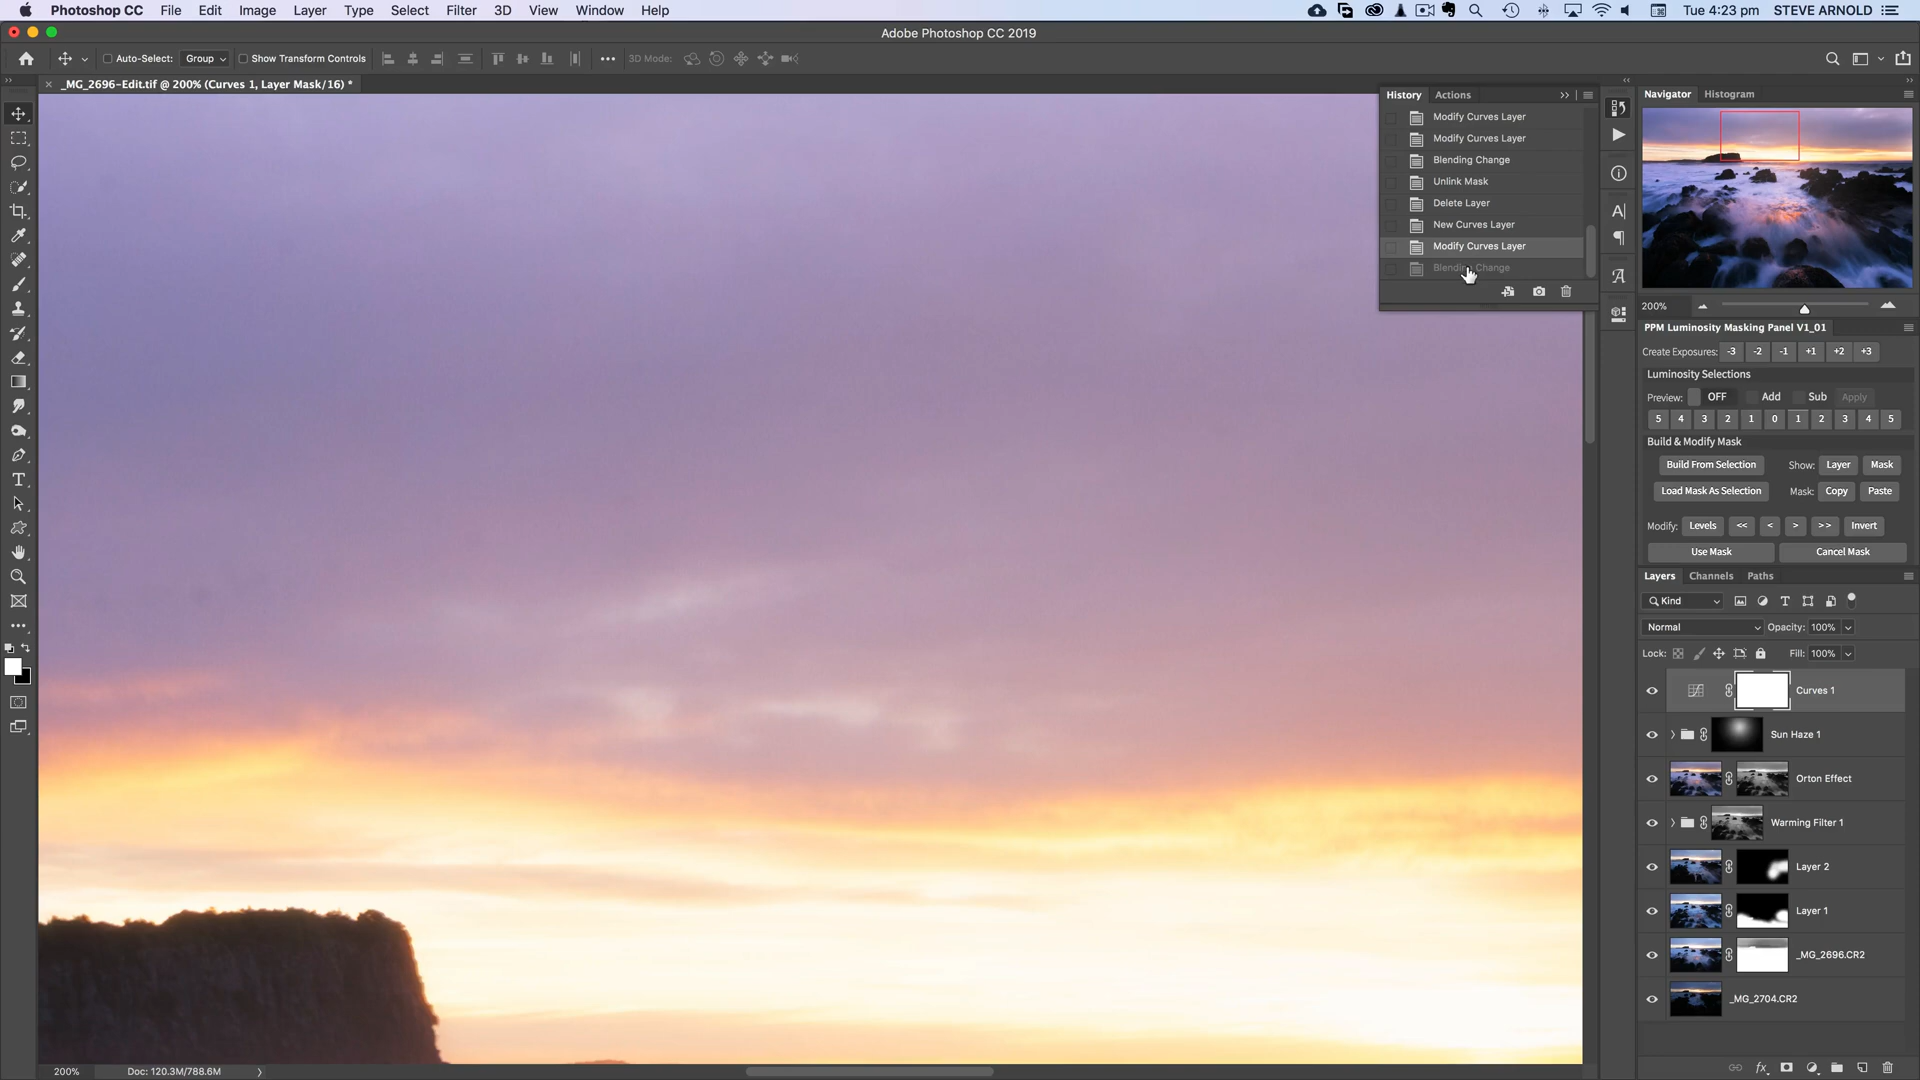 Photoshop CC File Edit Image Layer Type Select Filter 3D View Window Help Tue 4:23 pm STEVE ARNOLD
Adobe Photoshop CC 2019
Auto-Select: Group Show Transform Controls 3D Mode:
_MG_2696-Edit.tif @ 200% (Curves 1, Layer Mask/16) *
History Actions
Modify Curves Layer
Modify Curves Layer
Blending Change
Unlink Mask
Delete Layer
New Curves Layer
Modify Curves Layer
Blending Change
Navigator Histogram
200%
PPM Luminosity Masking Panel V1_01
Create Exposures: -3 -2 -1 +1 +2 +3
Luminosity Selections
Preview: OFF Add Sub Apply
5 4 3 2 1 0 1 2 3 4 5
Build & Modify Mask
Build From Selection Show: Layer Mask
Load Mask As Selection Mask: Copy Paste
Modify: Levels << < > >> Invert
Use Mask Cancel Mask
Layers Channels Paths
Kind
Normal Opacity: 100%
Lock: Fill: 100%
Curves 1
Sun Haze 1
Orton Effect
Warming Filter 1
Layer 2
Layer 1
_MG_2696.CR2
_MG_2704.CR2
200% Doc: 120.3M/788.6M